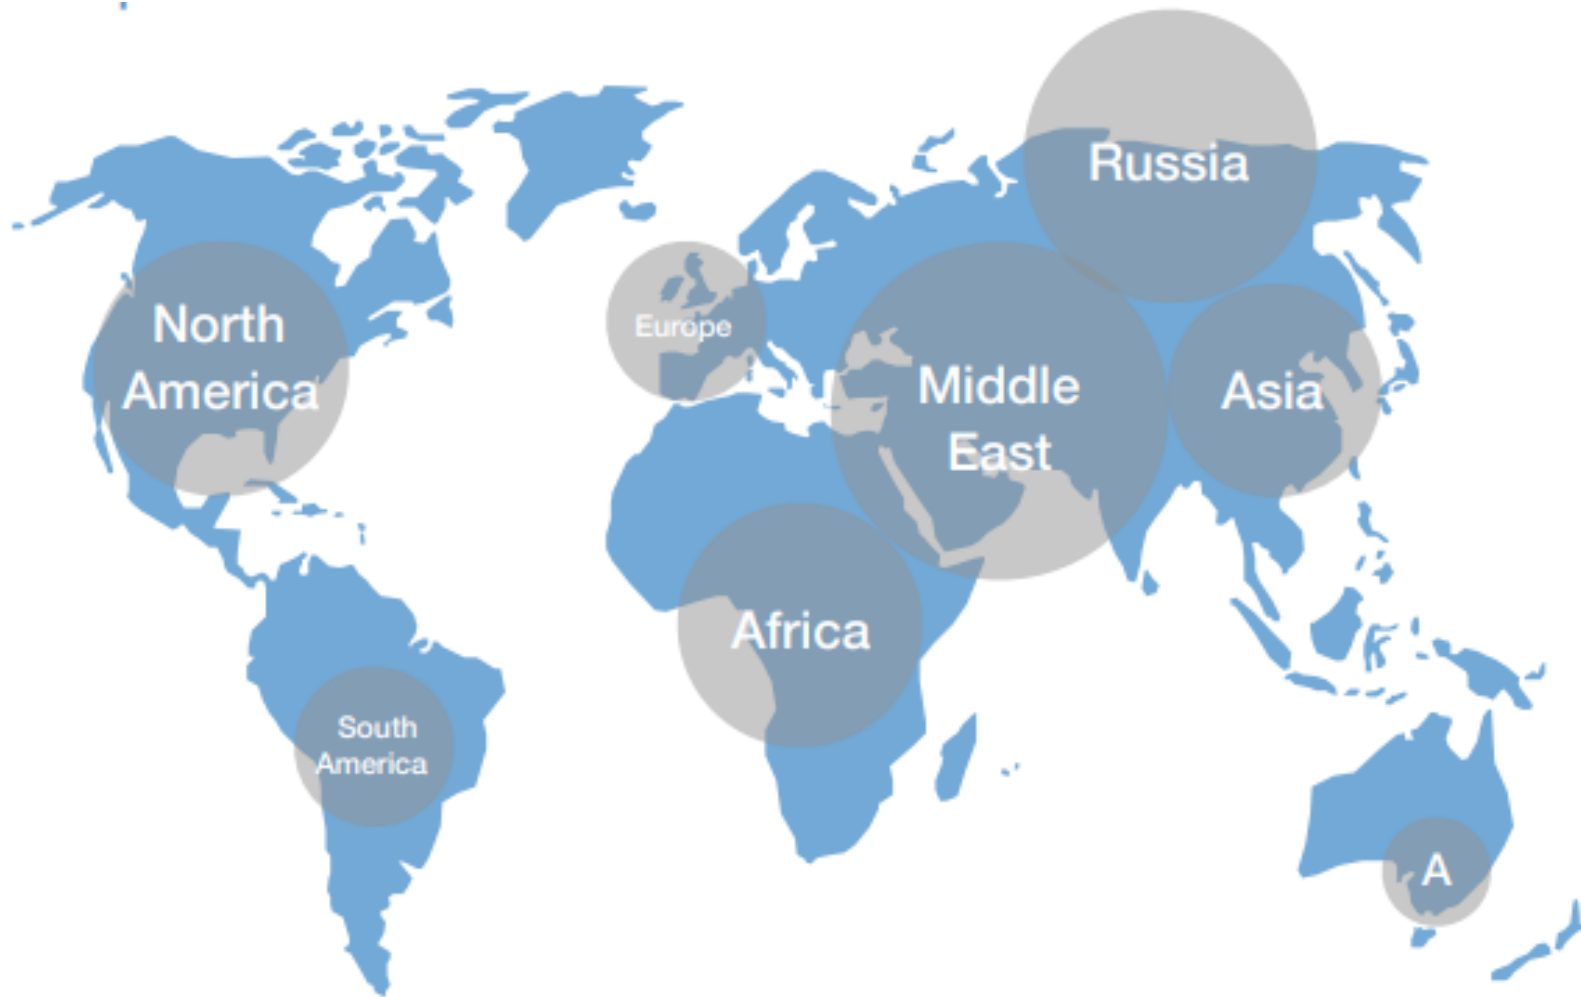 Russia
North
America
Europe
Middle
East
Asia
Africa
South
America
A